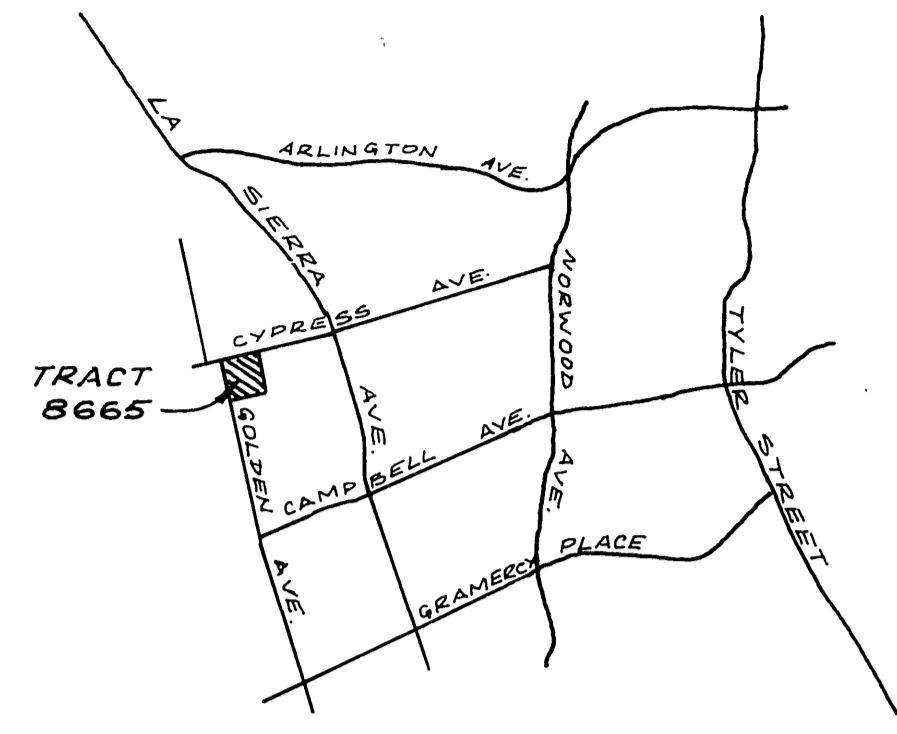 LA SIERRA AVE.
ARLINGTON AVE.
CYPRESS AVE.
NORWOOD AVE.
TYLER STREET
TRACT
8665
GOLDEN AVE.
CAMPBELL AVE.
GRAMERCY PLACE